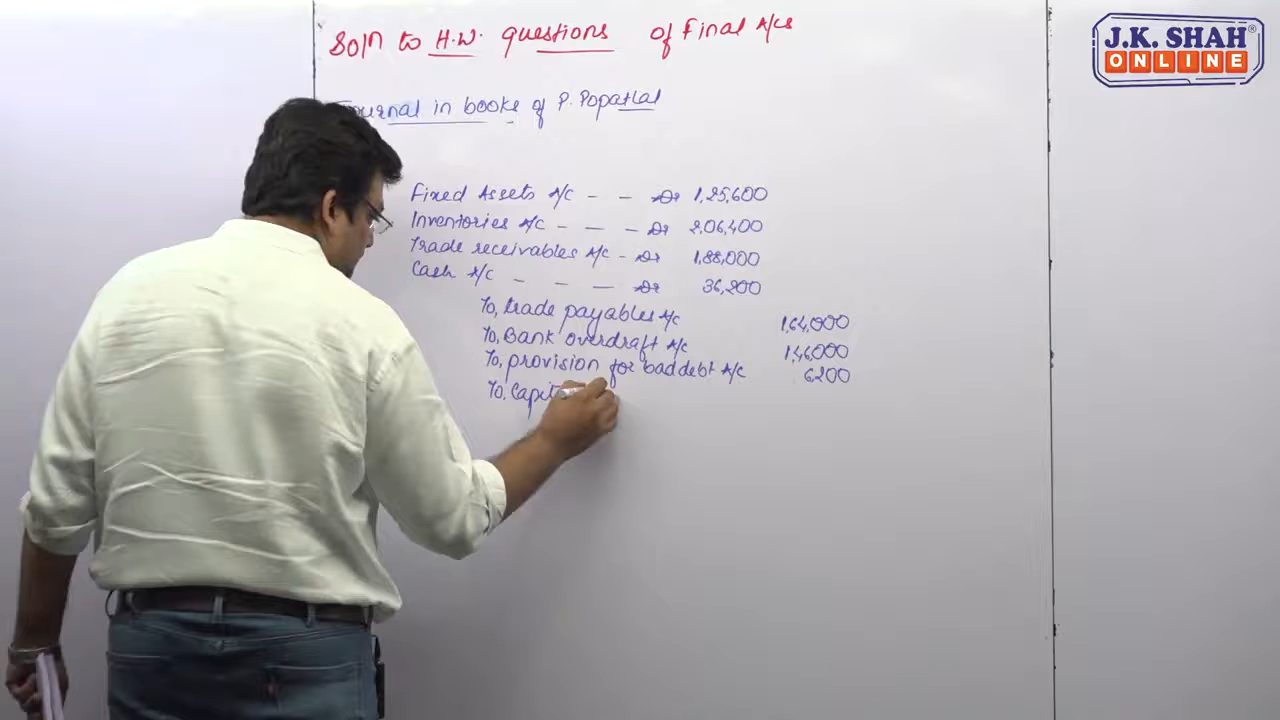 J.K. SHAH®
ONLINE
Soln to H.W. questions of Final A/cs
Journal in books of P. Popatlal
Fixed Assets A/C - - Dr 1,25,600
Inventories A/C - - - Dr 2,06,400
Trade receivables A/C - Dr 1,88,000
Cash A/C - - - Dr 36,200
To, trade payables A/C 1,64,000
To, Bank overdraft A/C 1,46,000
To, provision for bad debt A/C 6200
To, Capit